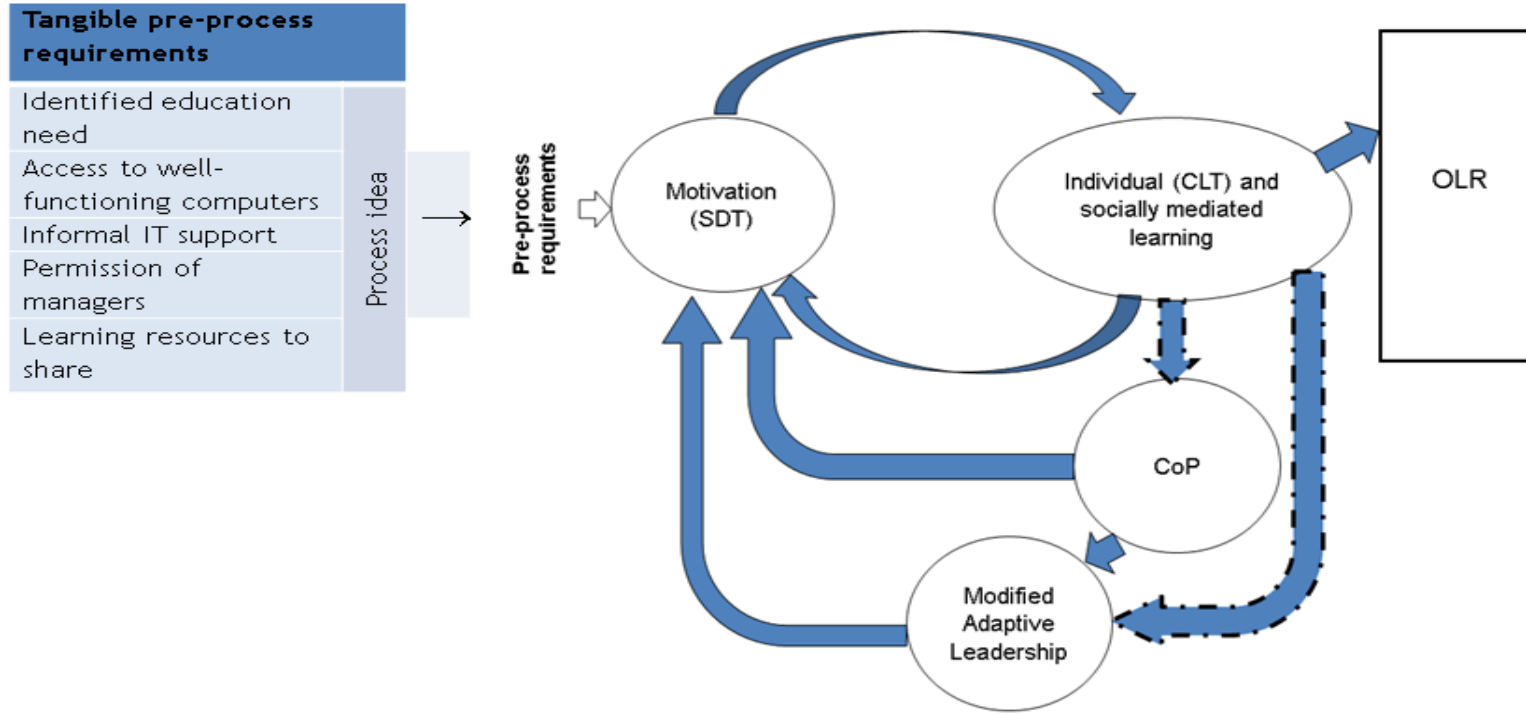 Tangible pre-process
requirements
Identified education
need
Access to well-
functioning computers
Informal IT support
Permission of
managers
Learning resources to
share
Process idea
Pre-process
requirements
Motivation
(SDT)
Individual (CLT) and
socially mediated
learning
OLR
CoP
Modified
Adaptive
Leadership